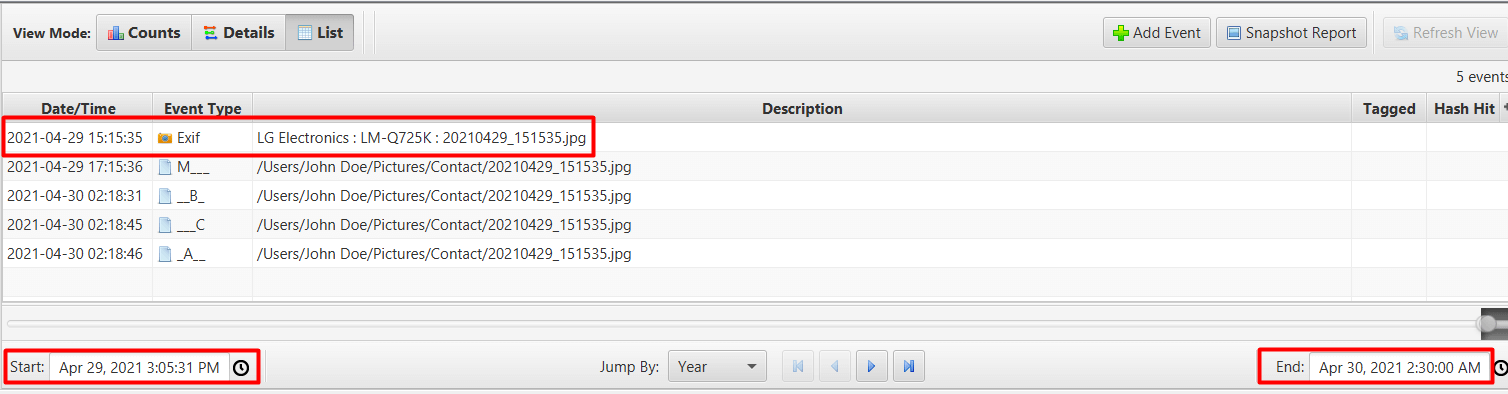 View Mode: Counts Details List Add Event Snapshot Report Refresh View
5 events
Date/Time Event Type Description Tagged Hash Hit
2021-04-29 15:15:35 Exif LG Electronics : LM-Q725K : 20210429_151535.jpg
2021-04-29 17:15:36 M___ /Users/John Doe/Pictures/Contact/20210429_151535.jpg
2021-04-30 02:18:31 __B_ /Users/John Doe/Pictures/Contact/20210429_151535.jpg
2021-04-30 02:18:45 ___C /Users/John Doe/Pictures/Contact/20210429_151535.jpg
2021-04-30 02:18:46 _A__ /Users/John Doe/Pictures/Contact/20210429_151535.jpg
Start: Apr 29, 2021 3:05:31 PM Jump By: Year End: Apr 30, 2021 2:30:00 AM